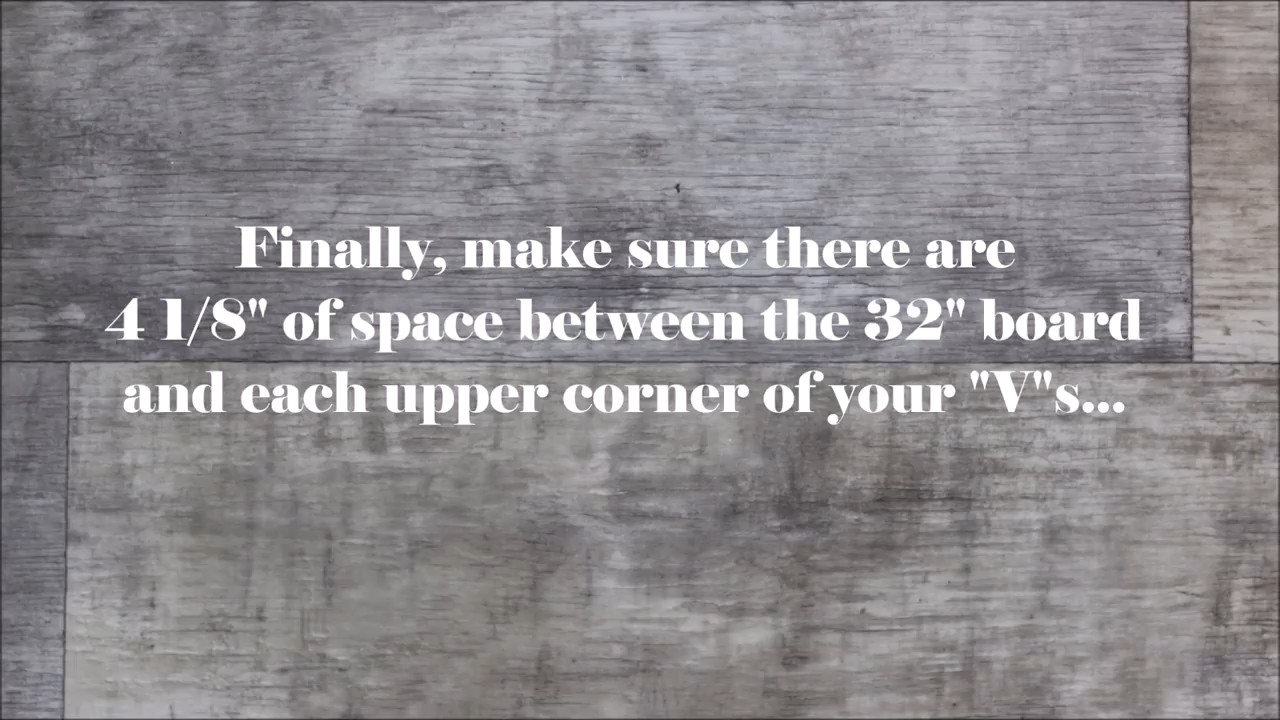 Finally, make sure there are
4 1/8" of space between the 32" board
and each upper corner of your "V"s...